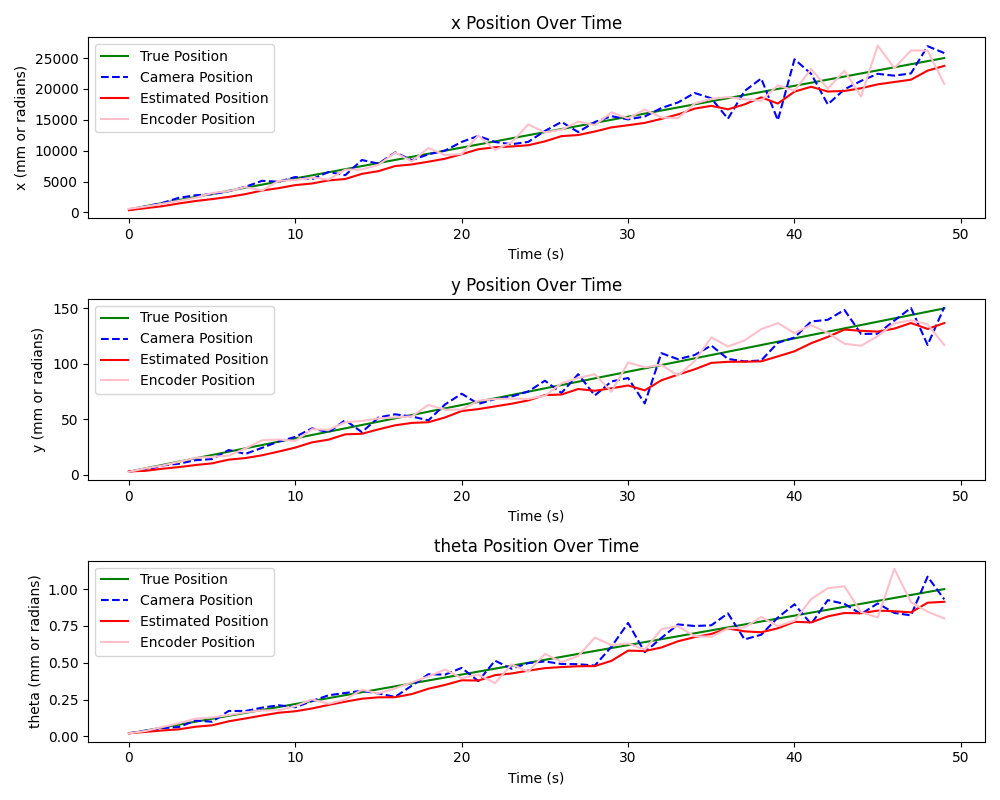 x Position Over Time
x (mm or radians)
25000
20000
15000
10000
5000
0
True Position
Camera Position
Estimated Position
Encoder Position
0 10 20 30 40 50
Time (s)
y Position Over Time
y (mm or radians)
150
100
50
0
True Position
Camera Position
Estimated Position
Encoder Position
0 10 20 30 40 50
Time (s)
theta Position Over Time
theta (mm or radians)
1.00
0.75
0.50
0.25
0.00
True Position
Camera Position
Estimated Position
Encoder Position
0 10 20 30 40 50
Time (s)